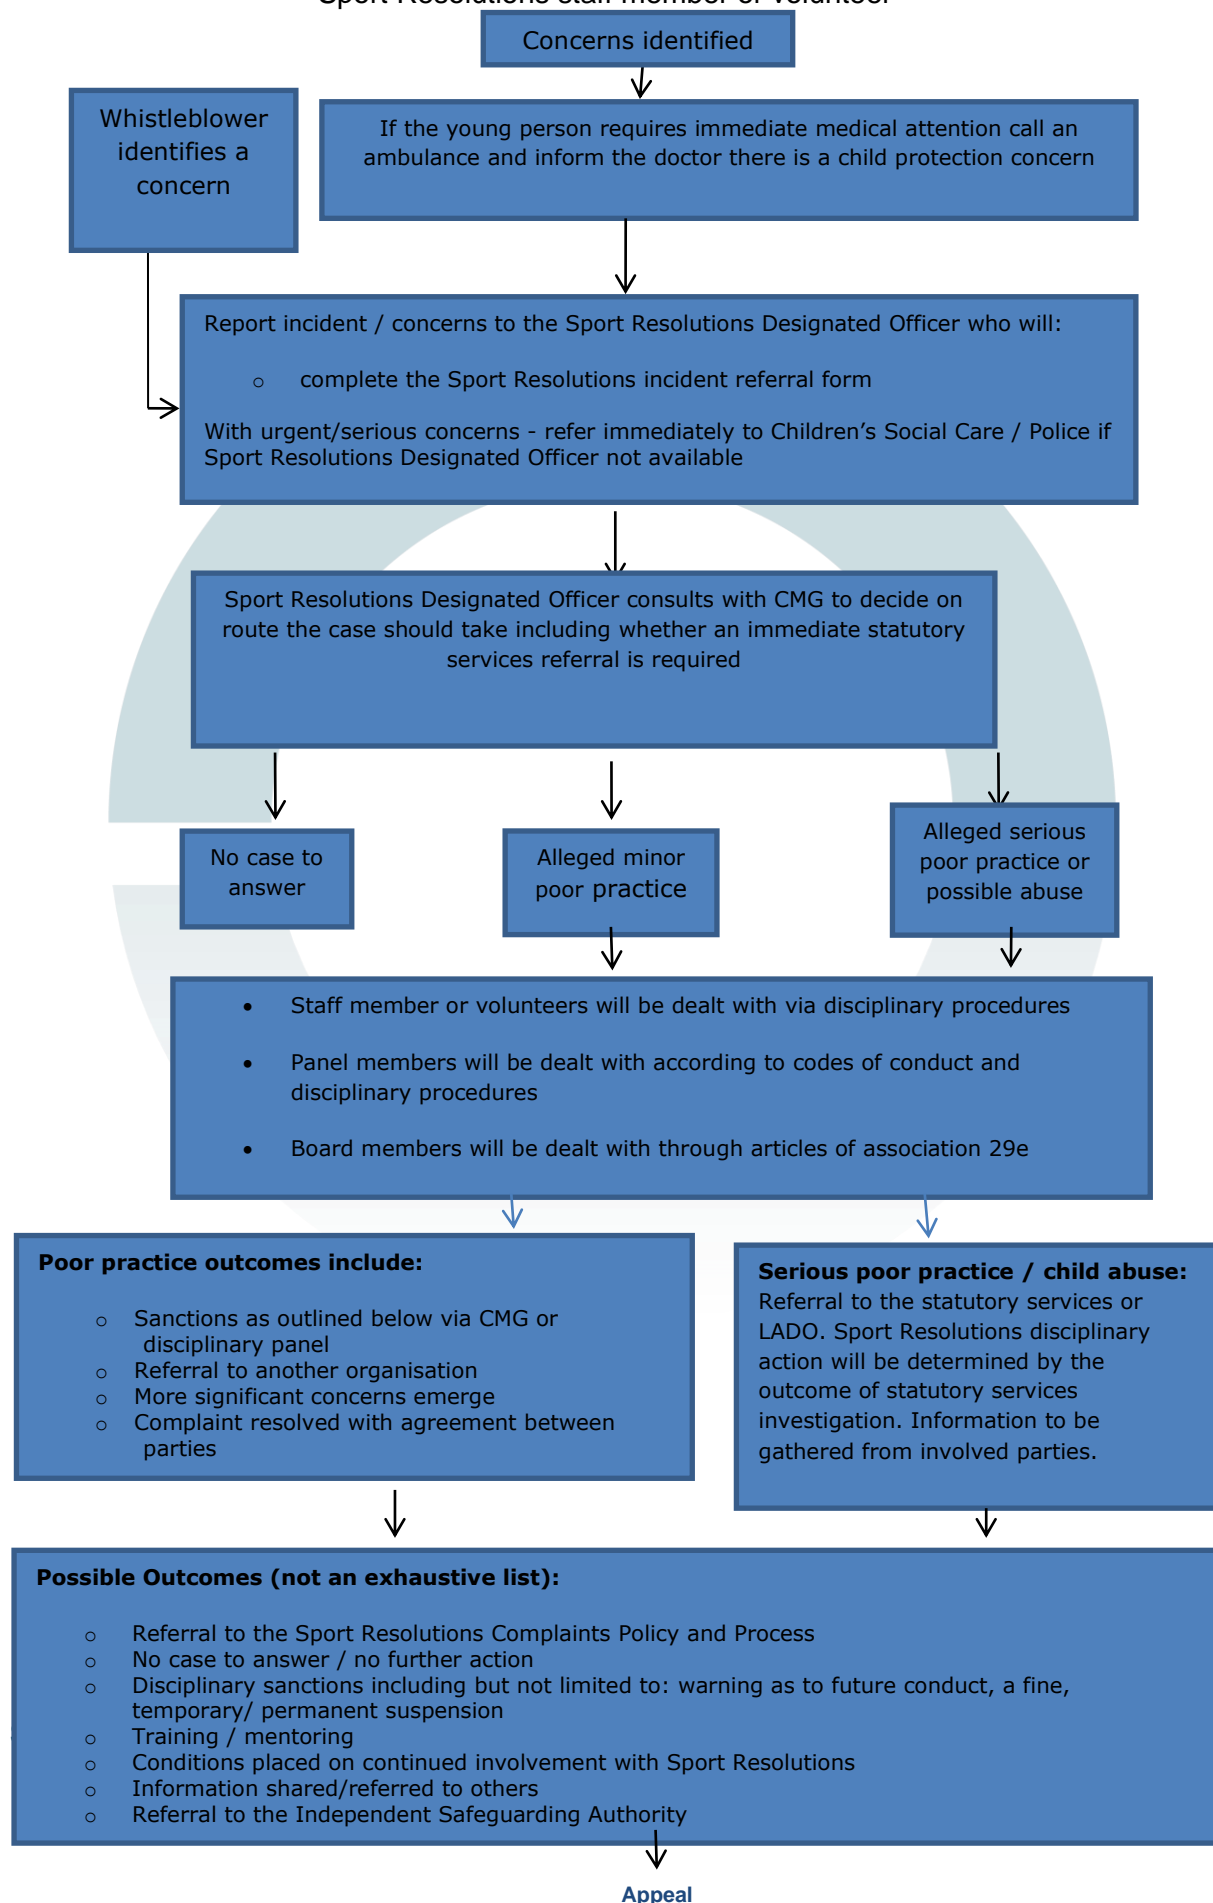 Sport Resolutions staff member or volunteer
Concerns identified
Whistleblower
identifies a
concern
If the young person requires immediate medical attention call an
ambulance and inform the doctor there is a child protection concern
Report incident / concerns to the Sport Resolutions Designated Officer who will:
o complete the Sport Resolutions incident referral form
With urgent/serious concerns - refer immediately to Children's Social Care / Police if
Sport Resolutions Designated Officer not available
Sport Resolutions Designated Officer consults with CMG to decide on
route the case should take including whether an immediate statutory
services referral is required
No case to
answer
Alleged minor
poor practice
Alleged serious
poor practice or
possible abuse
• Staff member or volunteers will be dealt with via disciplinary procedures
• Panel members will be dealt with according to codes of conduct and
disciplinary procedures
• Board members will be dealt with through articles of association 29e
Poor practice outcomes include:
o Sanctions as outlined below via CMG or
disciplinary panel
o Referral to another organisation
o More significant concerns emerge
o Complaint resolved with agreement between
parties
Serious poor practice / child abuse:
Referral to the statutory services or
LADO. Sport Resolutions disciplinary
action will be determined by the
outcome of statutory services
investigation. Information to be
gathered from involved parties.
Possible Outcomes (not an exhaustive list):
o Referral to the Sport Resolutions Complaints Policy and Process
o No case to answer / no further action
o Disciplinary sanctions including but not limited to: warning as to future conduct, a fine,
temporary/ permanent suspension
o Training / mentoring
o Conditions placed on continued involvement with Sport Resolutions
o Information shared/referred to others
o Referral to the Independent Safeguarding Authority
Appeal